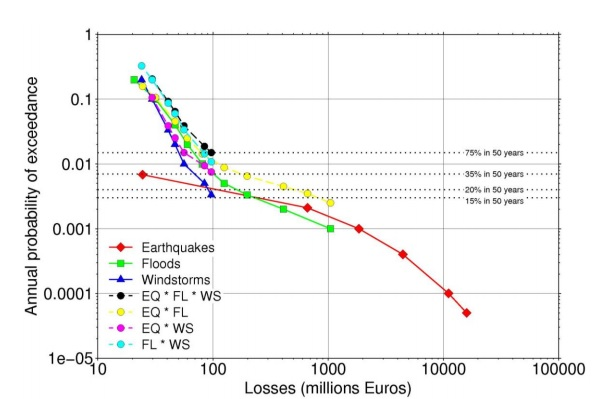 1
0.1
0.01
0.001
0.0001
1e-05
Annual probability of exceedance
75% in 50 years
35% in 50 years
20% in 50 years
15% in 50 years
Earthquakes
Floods
Windstorms
EQ * FL * WS
EQ * FL
EQ * WS
FL * WS
10
100
1000
10000
100000
Losses (millions Euros)